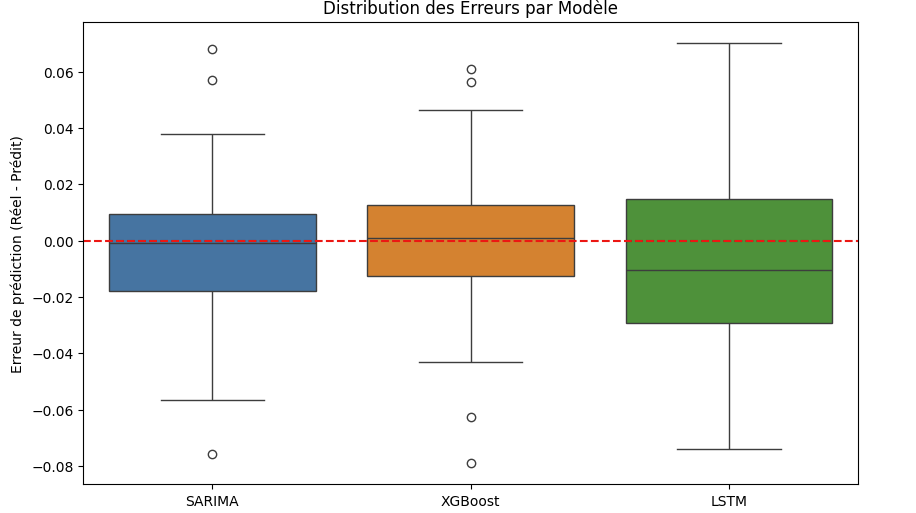 Distribution des Erreurs par Modèle
Erreur de prédiction (Réel - Prédit)
0.06
0.04
0.02
0.00
−0.02
−0.04
−0.06
−0.08
SARIMA
XGBoost
LSTM